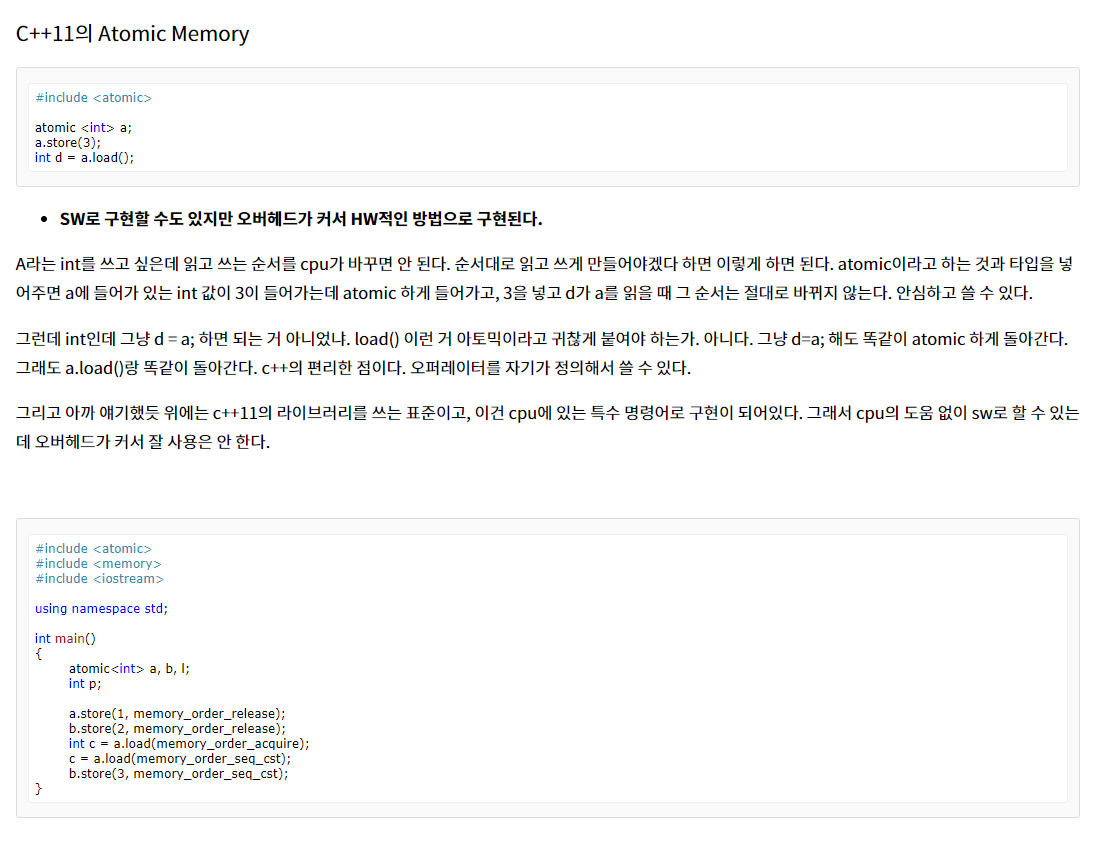 C++11의 Atomic Memory
#include <atomic>
atomic <int> a;
a.store(3);
int d = a.load();
• SW로 구현할 수도 있지만 오버헤드가 커서 HW적인 방법으로 구현된다.
A라는 int를 쓰고 싶은데 읽고 쓰는 순서를 cpu가 바꾸면 안 된다. 순서대로 읽고 쓰게 만들어야겠다 하면 이렇게 하면 된다. atomic이라고 하는 것과 타입을 넣
어주면 a에 들어가 있는 int 값이 3이 들어가는데 atomic 하게 들어가고, 3을 넣고 d가 a를 읽을 때 그 순서는 절대로 바뀌지 않는다. 안심하고 쓸 수 있다.
그런데 int인데 그냥 d = a; 하면 되는 거 아니었냐. load() 이런 거 아토믹이라고 귀찮게 붙여야 하는가. 아니다. 그냥 d=a; 해도 똑같이 atomic 하게 돌아간다.
그래도 a.load()랑 똑같이 돌아간다. c++의 편리한 점이다. 오퍼레이터를 자기가 정의해서 쓸 수 있다.
그리고 아까 얘기했듯 위에는 c++11의 라이브러리를 쓰는 표준이고, 이건 cpu에 있는 특수 명령어로 구현이 되어있다. 그래서 cpu의 도움 없이 sw로 할 수 있는
데 오버헤드가 커서 잘 사용은 안 한다.
#include <atomic>
#include <memory>
#include <iostream>
using namespace std;
int main()
{
atomic<int> a, b, l;
int p;
a.store(1, memory_order_release);
b.store(2, memory_order_release);
int c = a.load(memory_order_acquire);
c = a.load(memory_order_seq_cst);
b.store(3, memory_order_seq_cst);
}